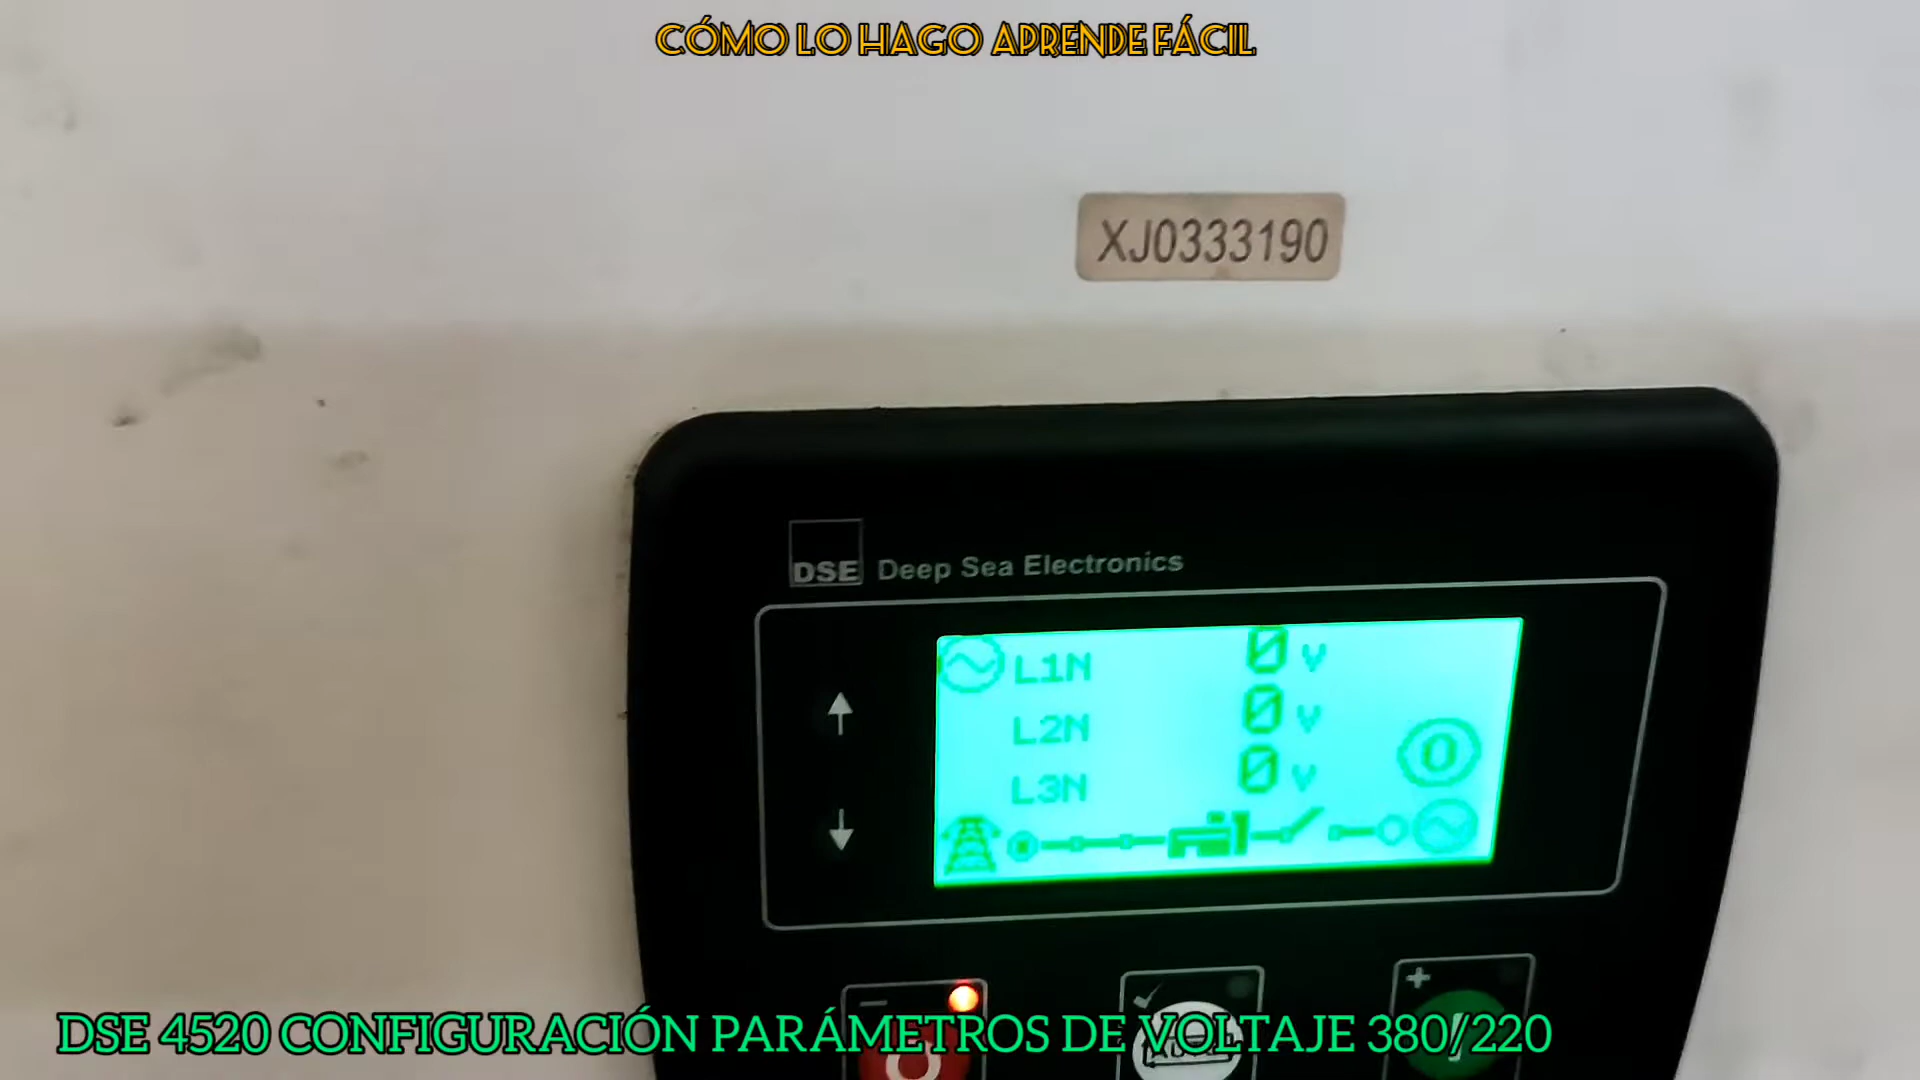 CÓMO LO HAGO APRENDE FÁCIL
XJ0333190
DSE Deep Sea Electronics
L1N 0 V
L2N 0 V
L3N 0 V
0
DSE 4520 CONFIGURACIÓN PARÁMETROS DE VOLTAJE 380/220